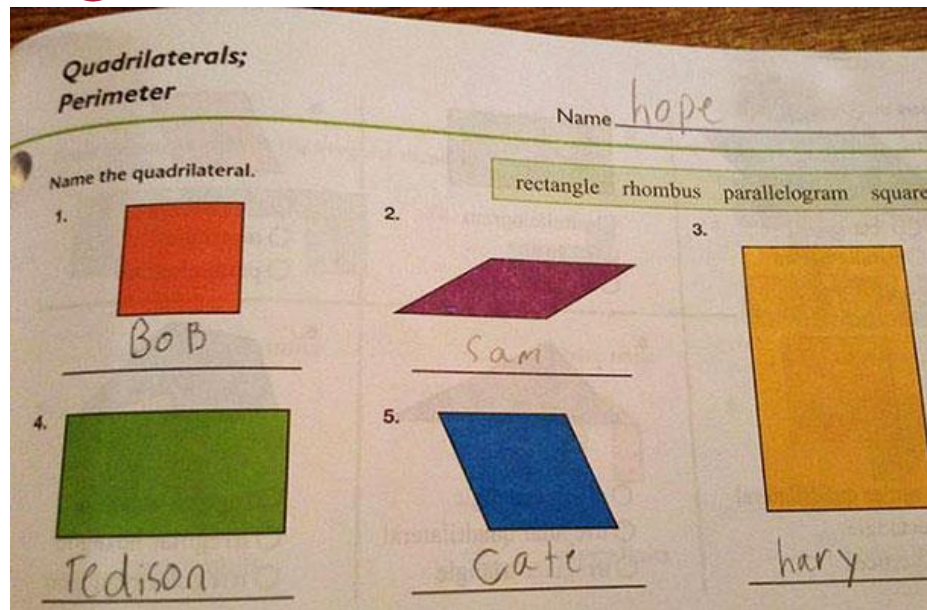 Quadrilaterals;
Perimeter
Name hope
Name the quadrilateral.
rectangle rhombus parallelogram square
1.
2.
3.
BOB
Sam
4.
5.
Tedison
Cate
hary